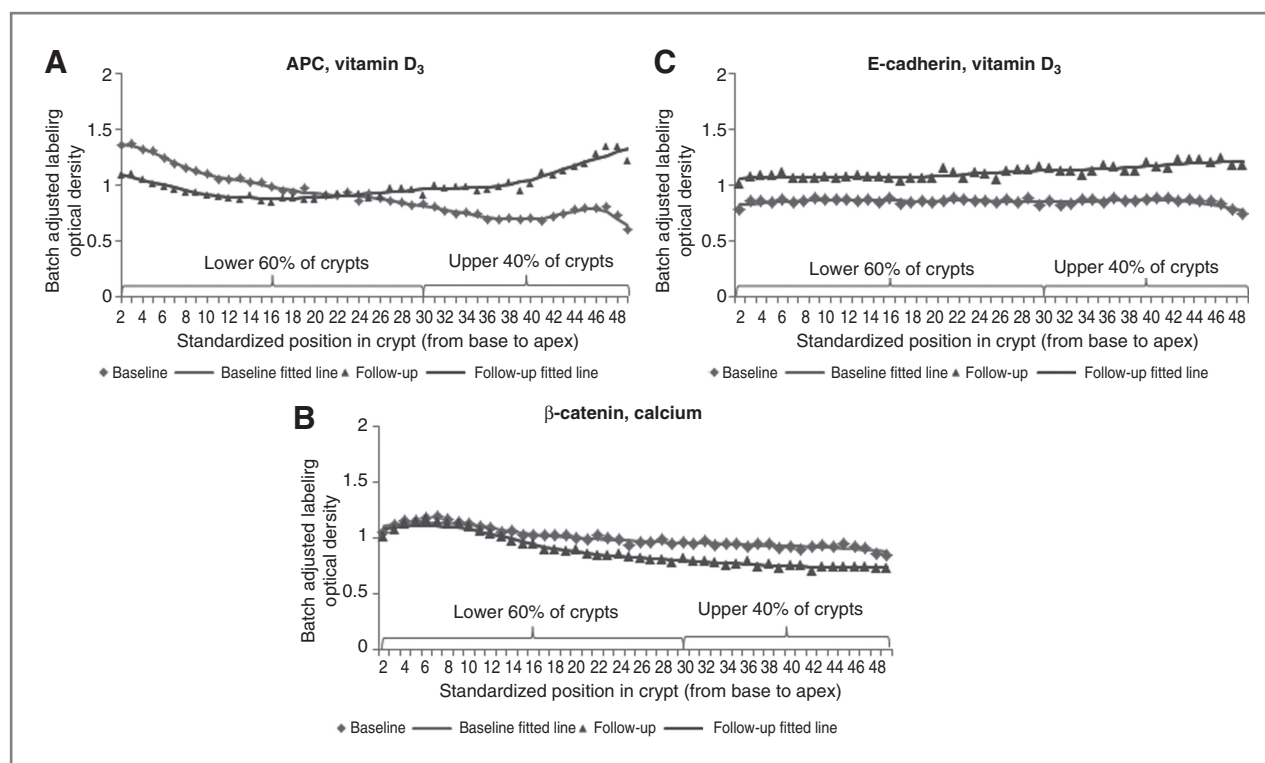 A
APC, vitamin D3
Batch adjusted labelirg
optical density
2
1.5
1
0.5
0
Lower 60% of crypts
Upper 40% of crypts
2 4 6 8 10 12 14 16 18 20 22 24 26 28 30 32 34 36 38 40 42 44 46 48
Standardized position in crypt (from base to apex)
Baseline Baseline fitted line Follow-up Follow-up fitted line
C
E-cadherin, vitamin D3
Batch adjusted labelirg
optical density
2
1.5
1
0.5
0
Lower 60% of crypts
Upper 40% of crypts
2 4 6 8 10 12 14 16 18 20 22 24 26 28 30 32 34 36 38 40 42 44 46 48
Standardized position in crypt (from base to apex)
Baseline Baseline fitted line Follow-up Follow-up fitted line
B
β-catenin, calcium
Batch adjusted labelirg
optical density
2
1.5
1
0.5
0
Lower 60% of crypts
Upper 40% of crypts
2 4 6 8 10 12 14 16 18 20 22 24 26 28 30 32 34 36 38 40 42 44 46 48
Standardized position in crypt (from base to apex)
Baseline Baseline fitted line Follow-up Follow-up fitted line